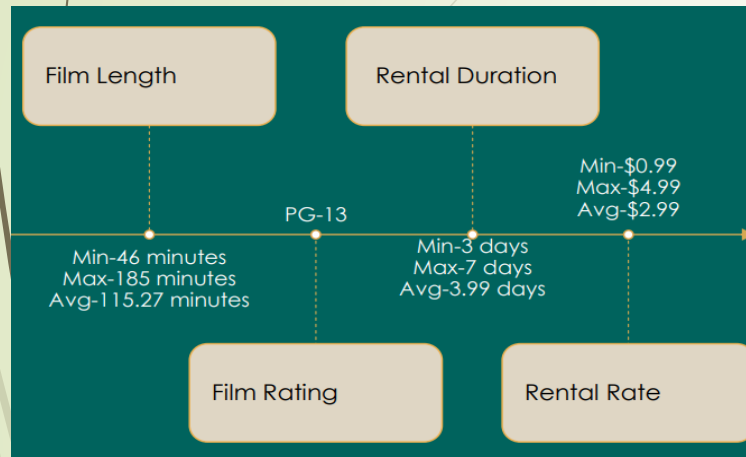 Film Length
Rental Duration
Min-$0.99
Max-$4.99
Avg-$2.99
PG-13
Min-46 minutes
Max-185 minutes
Avg-115.27 minutes
Min-3 days
Max-7 days
Avg-3.99 days
Film Rating
Rental Rate